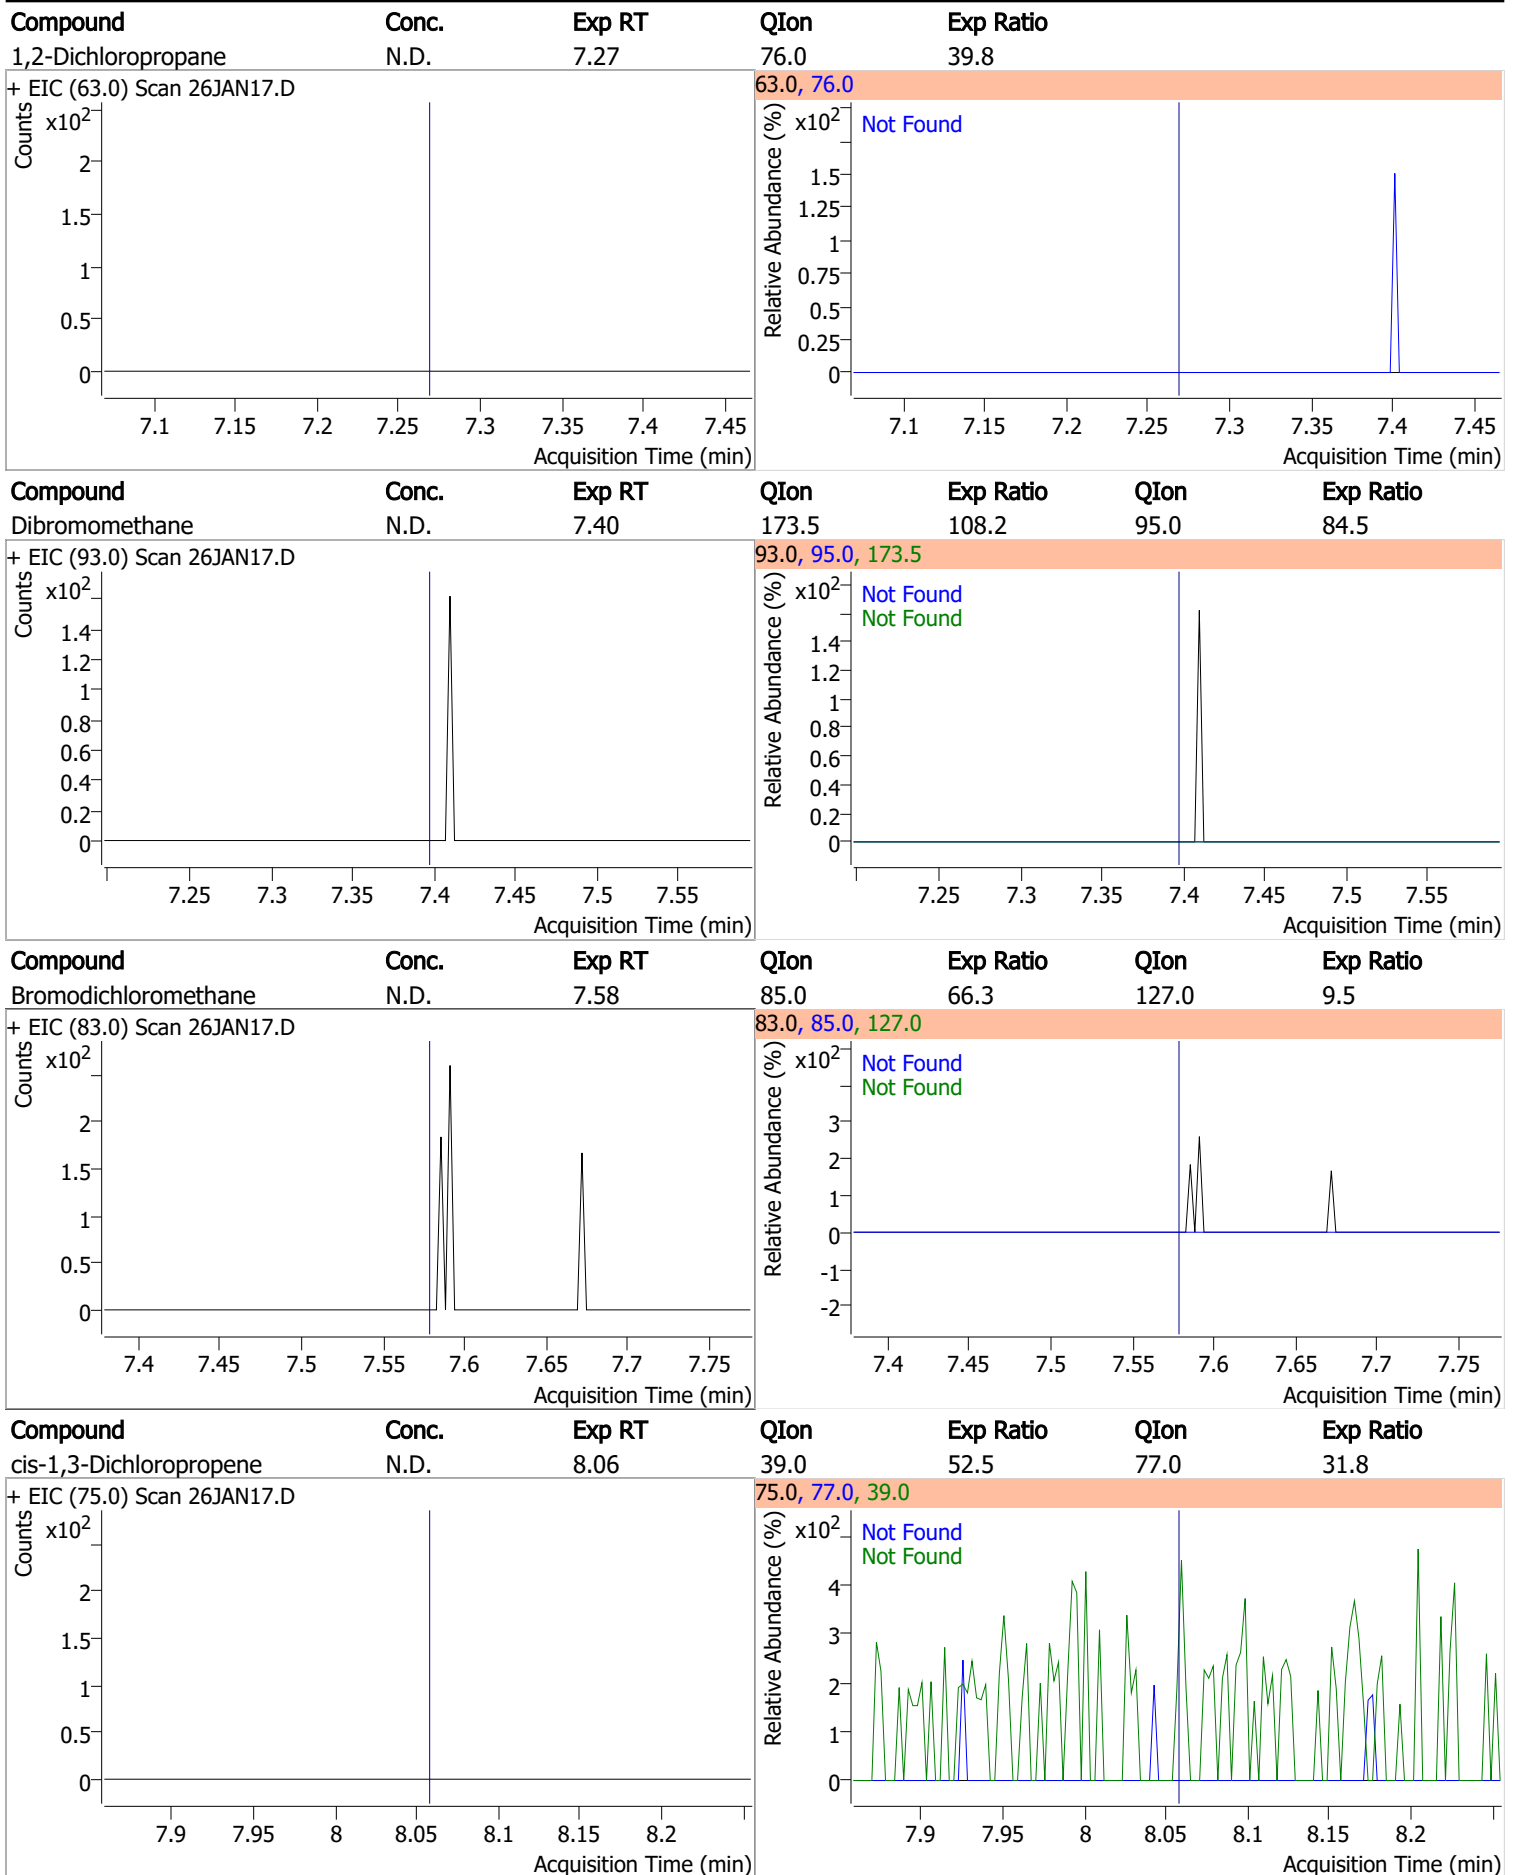 Compound Conc. Exp RT QIon Exp Ratio
1,2-Dichloropropane N.D. 7.27 76.0 39.8
+ EIC (63.0) Scan 26JAN17.D
Counts
x10²
2
1.5
1
0.5
0
7.1 7.15 7.2 7.25 7.3 7.35 7.4 7.45
Acquisition Time (min)
63.0, 76.0
Relative Abundance (%)
x10²
Not Found
1.5
1.25
1
0.75
0.5
0.25
0
7.1 7.15 7.2 7.25 7.3 7.35 7.4 7.45
Acquisition Time (min)
Compound Conc. Exp RT QIon Exp Ratio QIon Exp Ratio
Dibromomethane N.D. 7.40 173.5 108.2 95.0 84.5
+ EIC (93.0) Scan 26JAN17.D
Counts
x10²
1.4
1.2
1
0.8
0.6
0.4
0.2
0
7.25 7.3 7.35 7.4 7.45 7.5 7.55
Acquisition Time (min)
93.0, 95.0, 173.5
Relative Abundance (%)
x10²
Not Found
Not Found
1.4
1.2
1
0.8
0.6
0.4
0.2
0
7.25 7.3 7.35 7.4 7.45 7.5 7.55
Acquisition Time (min)
Compound Conc. Exp RT QIon Exp Ratio QIon Exp Ratio
Bromodichloromethane N.D. 7.58 85.0 66.3 127.0 9.5
+ EIC (83.0) Scan 26JAN17.D
Counts
x10²
2
1.5
1
0.5
0
7.4 7.45 7.5 7.55 7.6 7.65 7.7 7.75
Acquisition Time (min)
83.0, 85.0, 127.0
Relative Abundance (%)
x10²
Not Found
Not Found
3
2
1
0
-1
-2
7.4 7.45 7.5 7.55 7.6 7.65 7.7 7.75
Acquisition Time (min)
Compound Conc. Exp RT QIon Exp Ratio QIon Exp Ratio
cis-1,3-Dichloropropene N.D. 8.06 39.0 52.5 77.0 31.8
+ EIC (75.0) Scan 26JAN17.D
Counts
x10²
2
1.5
1
0.5
0
7.9 7.95 8 8.05 8.1 8.15 8.2
Acquisition Time (min)
75.0, 77.0, 39.0
Relative Abundance (%)
x10²
Not Found
Not Found
4
3
2
1
0
7.9 7.95 8 8.05 8.1 8.15 8.2
Acquisition Time (min)